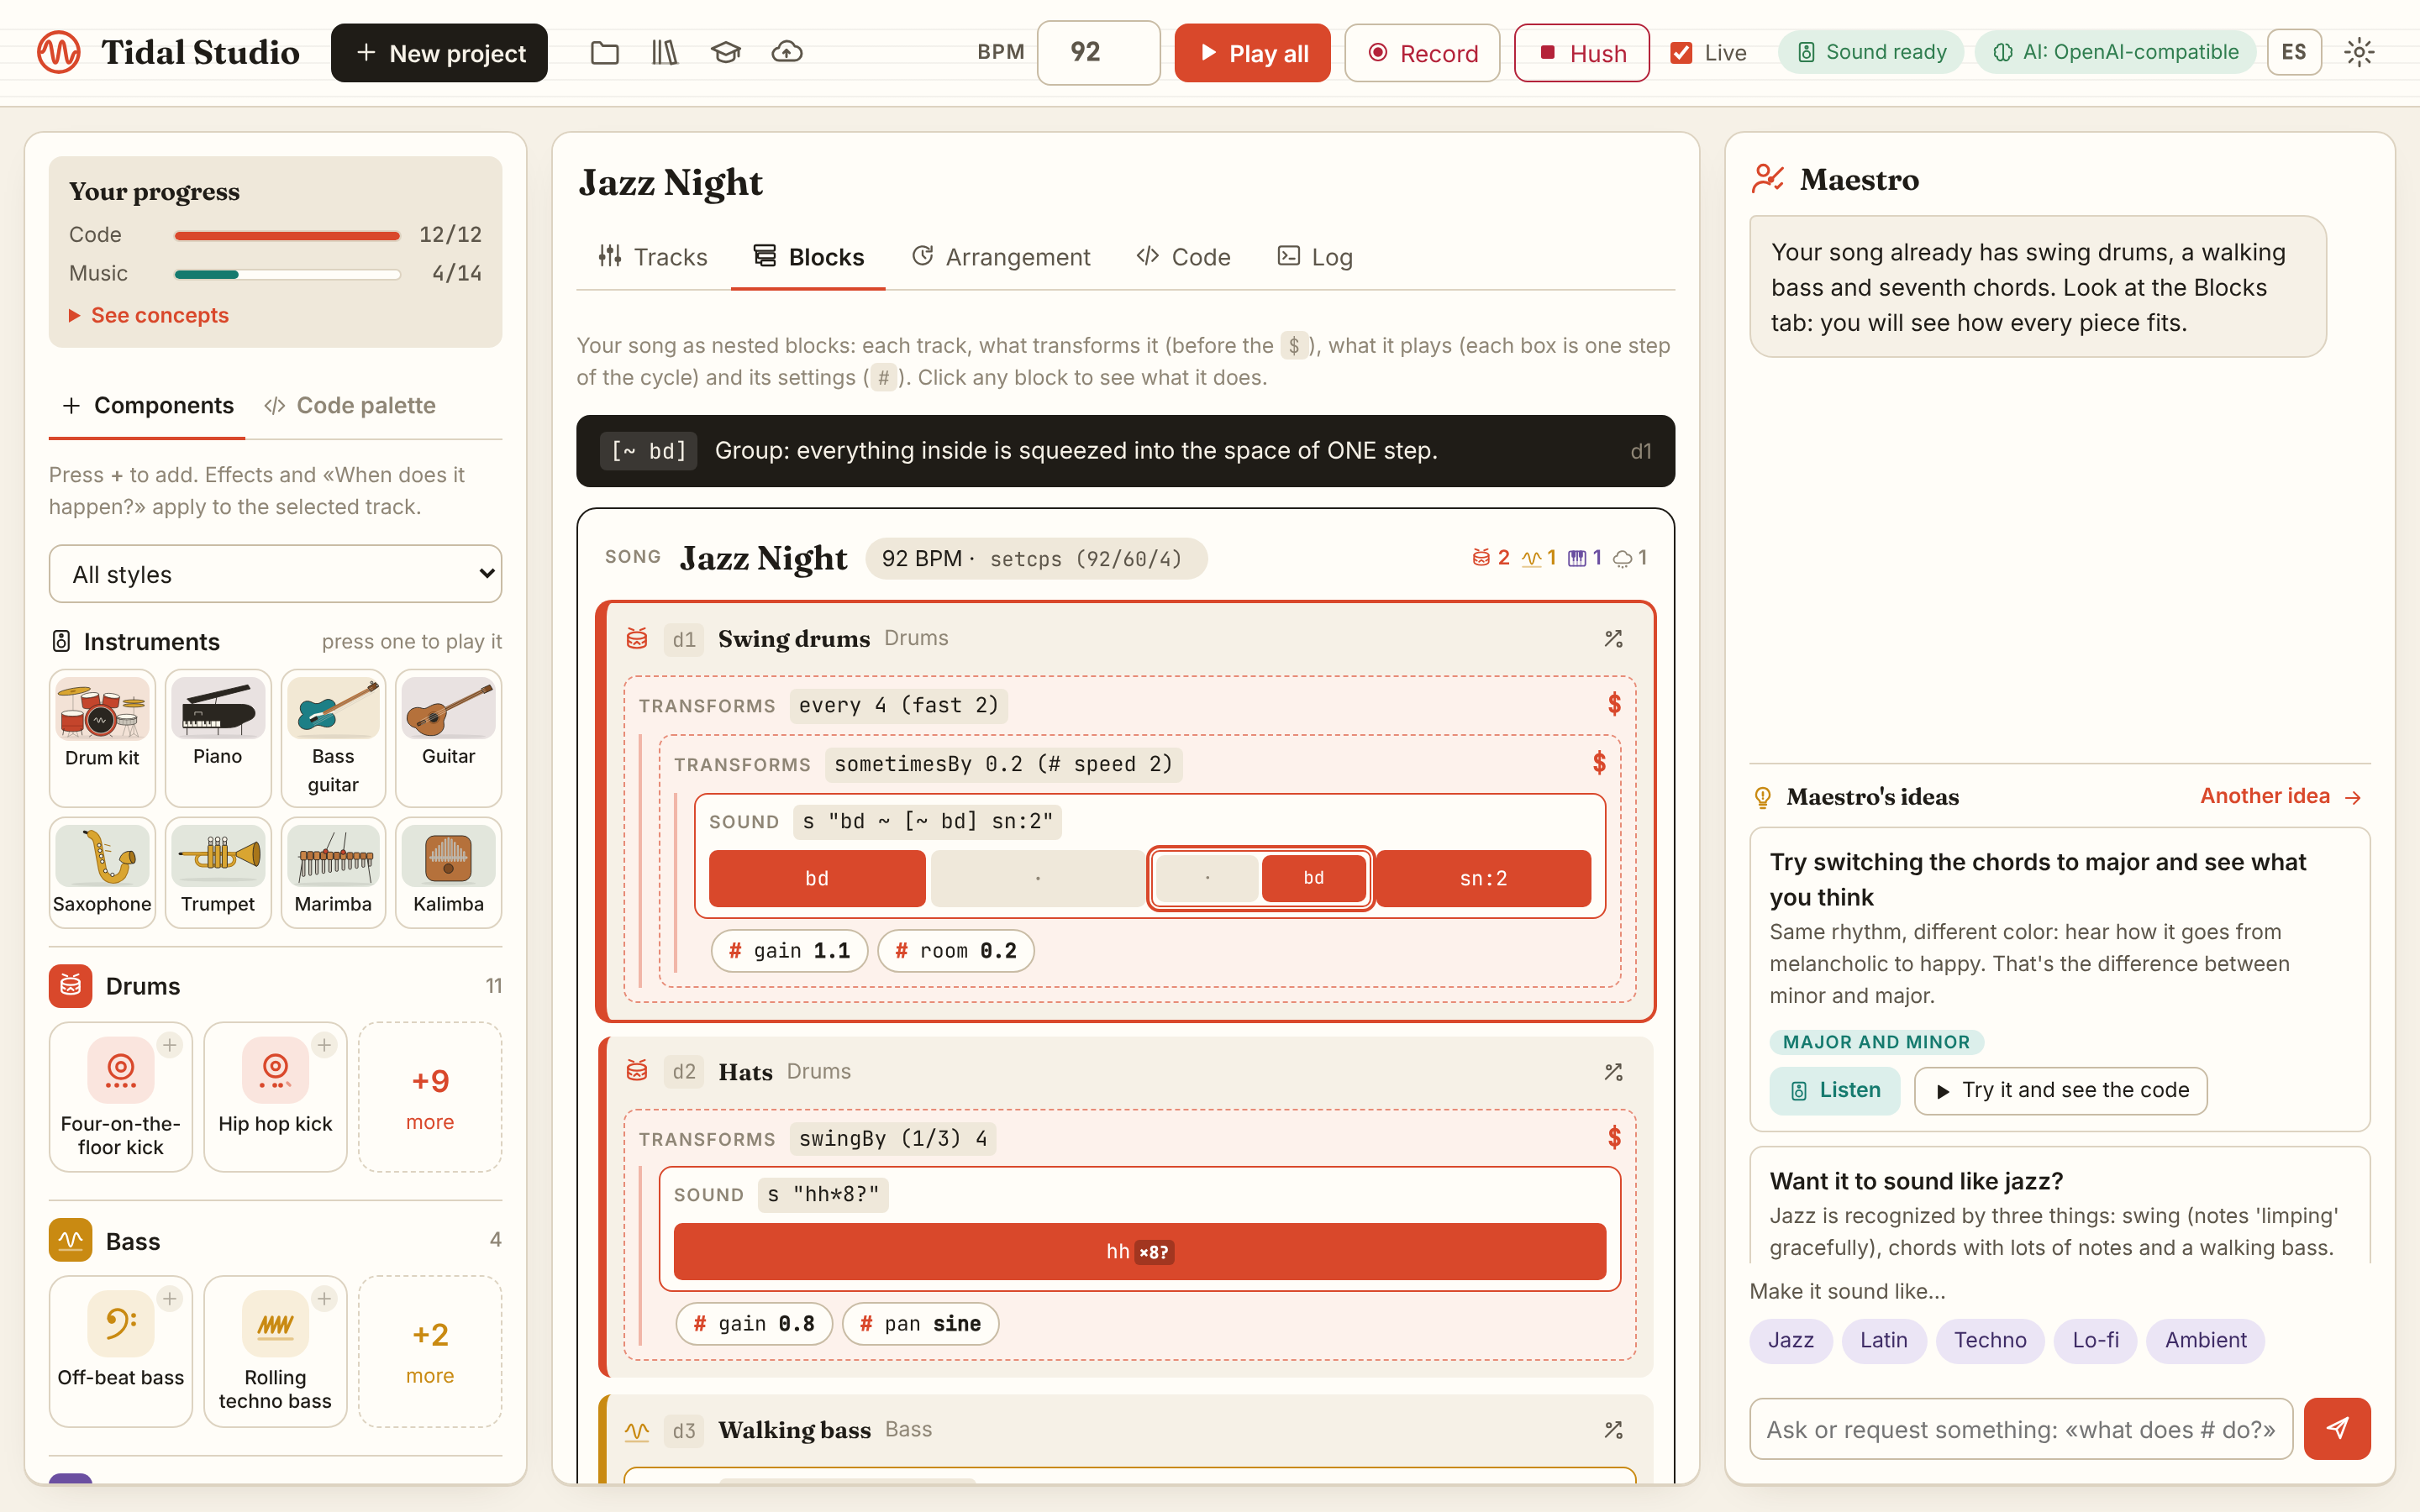 Tidal Studio
+ New project
BPM
92
Play all
Record
Hush
Live
Sound ready
AI: OpenAI-compatible
ES
Your progress
Code 12/12
Music 4/14
See concepts
+ Components
</> Code palette
Press + to add. Effects and «When does it
happen?» apply to the selected track.
All styles
Instruments
press one to play it
Drum kit
Piano
Bass
guitar
Guitar
Saxophone
Trumpet
Marimba
Kalimba
Drums
11
Four-on-the-
floor kick
Hip hop kick
+9
more
Bass
4
Off-beat bass
Rolling
techno bass
+2
more
Jazz Night
Tracks
Blocks
Arrangement
</> Code
Log
Your song as nested blocks: each track, what transforms it (before the $), what it plays (each box is one step
of the cycle) and its settings (#). Click any block to see what it does.
[~ bd] Group: everything inside is squeezed into the space of ONE step. d1
SONG Jazz Night 92 BPM · setcps (92/60/4) 2 1 1 1
d1 Swing drums Drums
TRANSFORMS every 4 (fast 2) $
TRANSFORMS sometimesBy 0.2 (# speed 2) $
SOUND s "bd ~ [~ bd] sn:2"
bd · · bd sn:2
# gain 1.1 # room 0.2
d2 Hats Drums
TRANSFORMS swingBy (1/3) 4 $
SOUND s "hh*8?"
hh ×8?
# gain 0.8 # pan sine
d3 Walking bass Bass
Maestro
Your song already has swing drums, a walking
bass and seventh chords. Look at the Blocks
tab: you will see how every piece fits.
Maestro's ideas
Another idea →
Try switching the chords to major and see what
you think
Same rhythm, different color: hear how it goes from
melancholic to happy. That's the difference between
minor and major.
MAJOR AND MINOR
Listen
Try it and see the code
Want it to sound like jazz?
Jazz is recognized by three things: swing (notes 'limping'
gracefully), chords with lots of notes and a walking bass.
Make it sound like...
Jazz
Latin
Techno
Lo-fi
Ambient
Ask or request something: «what does # do?»